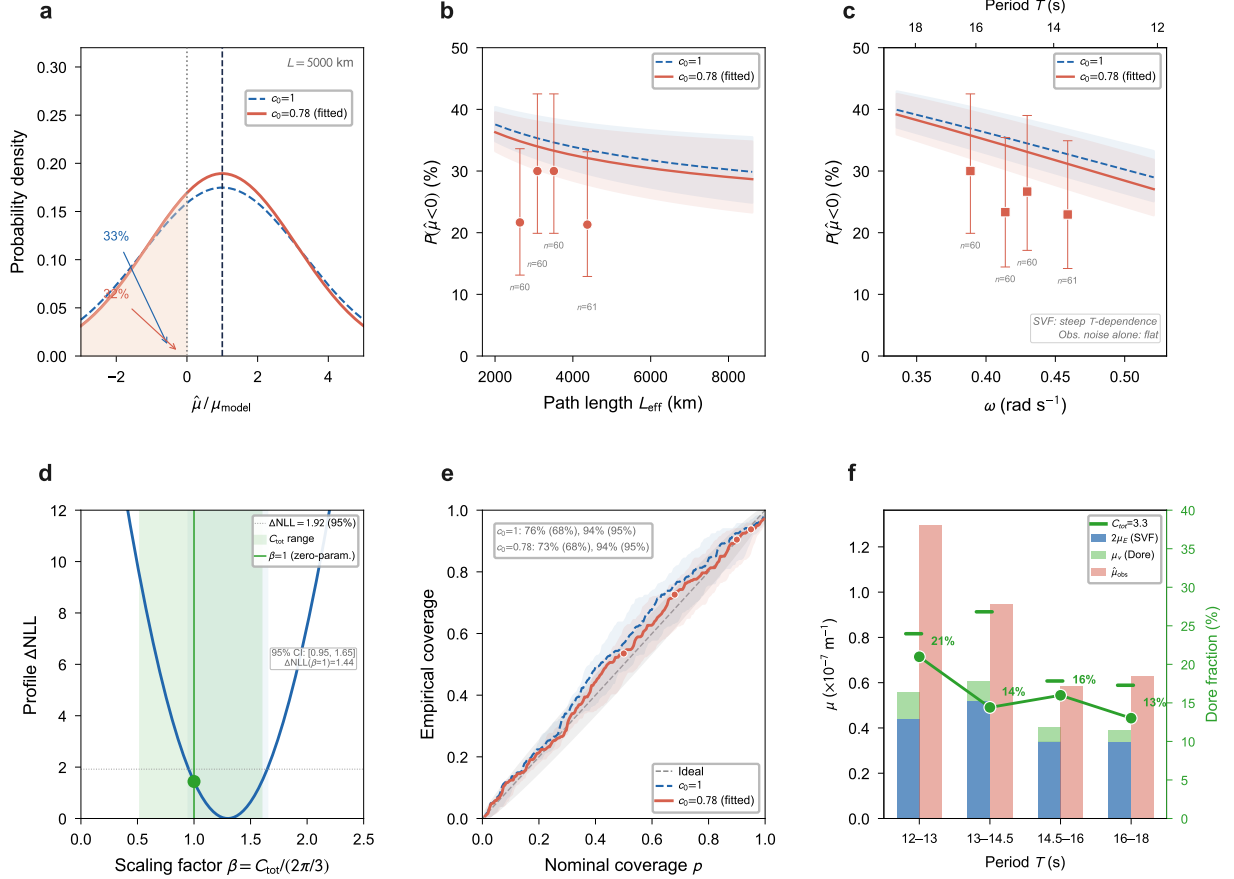 a
L = 5000 km
c₀=1
c₀=0.78 (fitted)
33%
32%
Probability density
0.00
0.05
0.10
0.15
0.20
0.25
0.30
−2
0
2
4
μ̂ / μmodel
b
c₀=1
c₀=0.78 (fitted)
P(μ̂<0) (%)
0
10
20
30
40
50
n=60
n=60
n=60
n=61
2000
4000
6000
8000
Path length Leff (km)
c
Period T (s)
18
16
14
12
c₀=1
c₀=0.78 (fitted)
P(μ̂<0) (%)
0
10
20
30
40
50
n=60
n=60
n=60
n=61
SVF: steep T-dependence
Obs. noise alone: flat
0.35
0.40
0.45
0.50
ω (rad s⁻¹)
d
ΔNLL = 1.92 (95%)
Ctot range
β=1 (zero-param.)
95% CI: [0.95, 1.65]
ΔNLL(β=1)=1.44
Profile ΔNLL
0
2
4
6
8
10
12
0.0
0.5
1.0
1.5
2.0
2.5
Scaling factor β = Ctot/(2π/3)
e
c₀=1: 76% (68%), 94% (95%)
c₀=0.78: 73% (68%), 94% (95%)
Empirical coverage
0.0
0.2
0.4
0.6
0.8
1.0
Ideal
c₀=1
c₀=0.78 (fitted)
0.0
0.2
0.4
0.6
0.8
1.0
Nominal coverage p
f
Ctot=3.3
2μE (SVF)
μv (Dore)
μ̂obs
μ (×10⁻⁷ m⁻¹)
0.0
0.2
0.4
0.6
0.8
1.0
1.2
21%
14%
16%
13%
Dore fraction (%)
0
5
10
15
20
25
30
35
40
12–13
13–14.5
14.5–16
16–18
Period T (s)